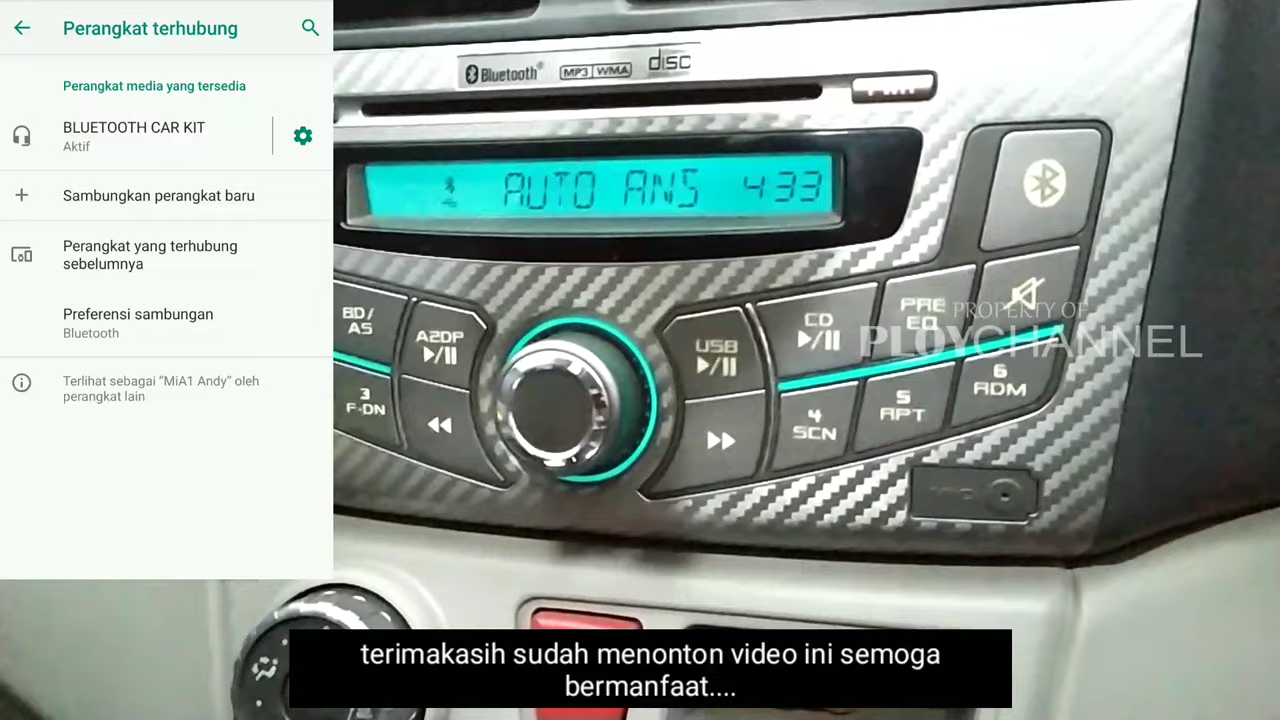 Perangkat terhubung
Perangkat media yang tersedia
BLUETOOTH CAR KIT
Aktif
Sambungkan perangkat baru
Perangkat yang terhubung
sebelumnya
Preferensi sambungan
Bluetooth
Terlihat sebagai “MiA1 Andy” oleh
perangkat lain
Bluetooth®
MP3 WMA
disc
AUTO ANS 433
BD/
AS
A2DP
3
F-DN
USB
CD
PRE
EQ
4
SCN
5
RPT
6
RDM
PROPERTY OF
PLOYCHANNEL
terimakasih sudah menonton video ini semoga
bermanfaat....